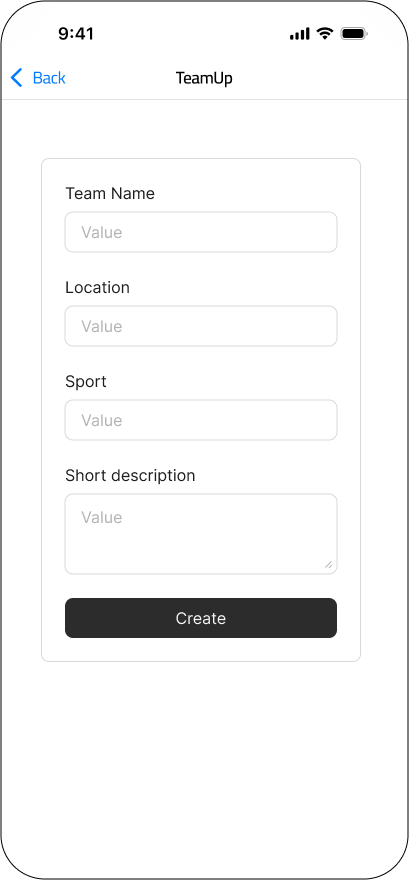 9:41
Back
TeamUp
Team Name
Value
Location
Value
Sport
Value
Short description
Value
Create